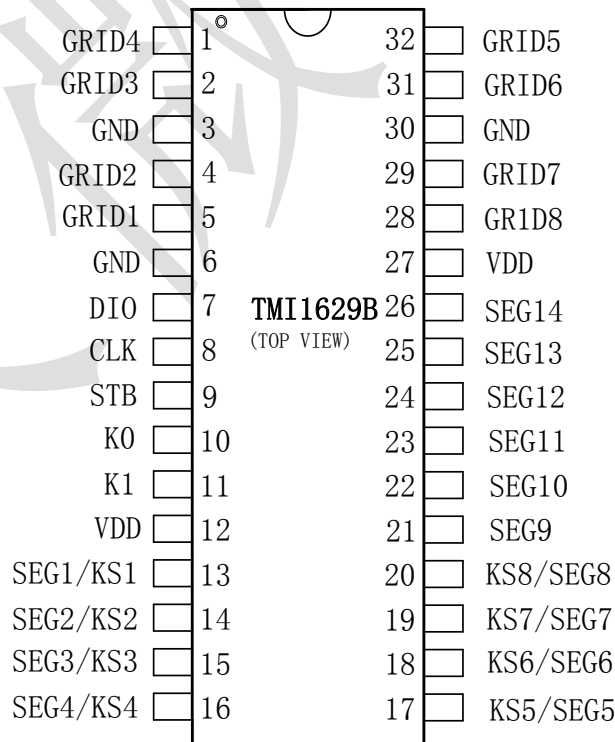 GRID4 1 32 GRID5
GRID3 2 31 GRID6
GND 3 30 GND
GRID2 4 29 GRID7
GRID1 5 28 GR1D8
GND 6 27 VDD
DIO 7 TMI1629B 26 SEG14
CLK 8 (TOP VIEW) 25 SEG13
STB 9 24 SEG12
K0 10 23 SEG11
K1 11 22 SEG10
VDD 12 21 SEG9
SEG1/KS1 13 20 KS8/SEG8
SEG2/KS2 14 19 KS7/SEG7
SEG3/KS3 15 18 KS6/SEG6
SEG4/KS4 16 17 KS5/SEG5